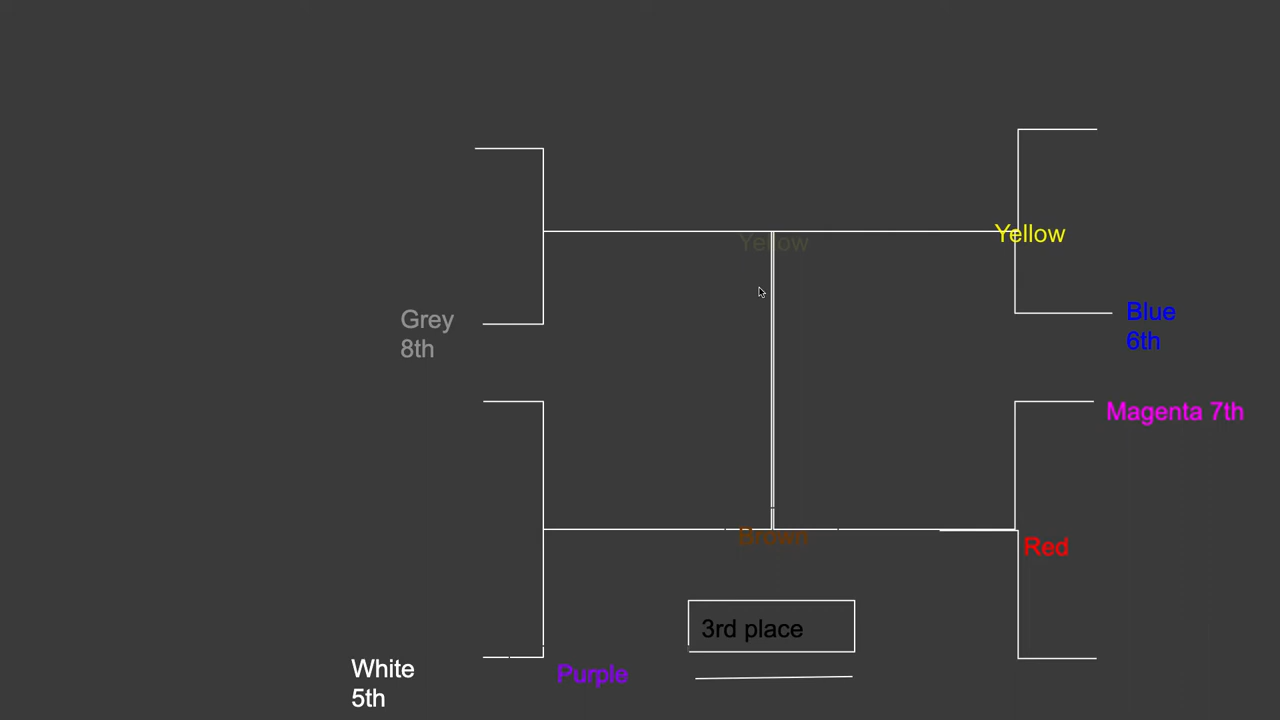 Yellow
Yellow
Grey
8th
Blue
6th
Magenta 7th
Brown
Red
3rd place
White
5th
Purple